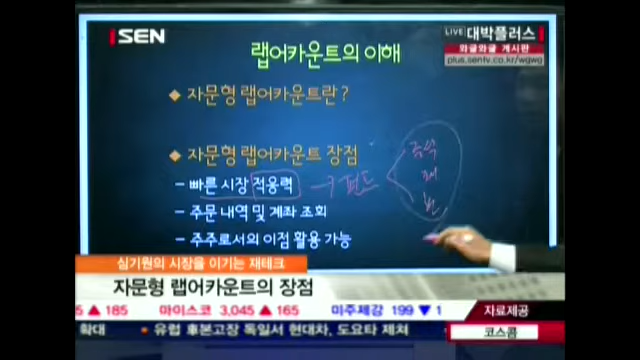 SEN
LIVE 대박플러스
와글와글 게시판
plus.sentv.co.kr/wgwg
랩어카운트의 이해
◆ 자문형 랩어카운트란?
◆ 자문형 랩어카운트 장점
– 빠른 시장 적응력 → 펀드
– 주문 내역 및 계좌 조회
– 주주로서의 이점 활용 가능
심기원의 시장을 이기는 재테크
자문형 랩어카운트의 장점
5 ▲ 185 마이스코 3,045 ▲ 165 미주제강 199 ▼ 1
자료제공
확대 • 유럽 車본고장 독일서 현대차, 도요타 제쳐
코스콤